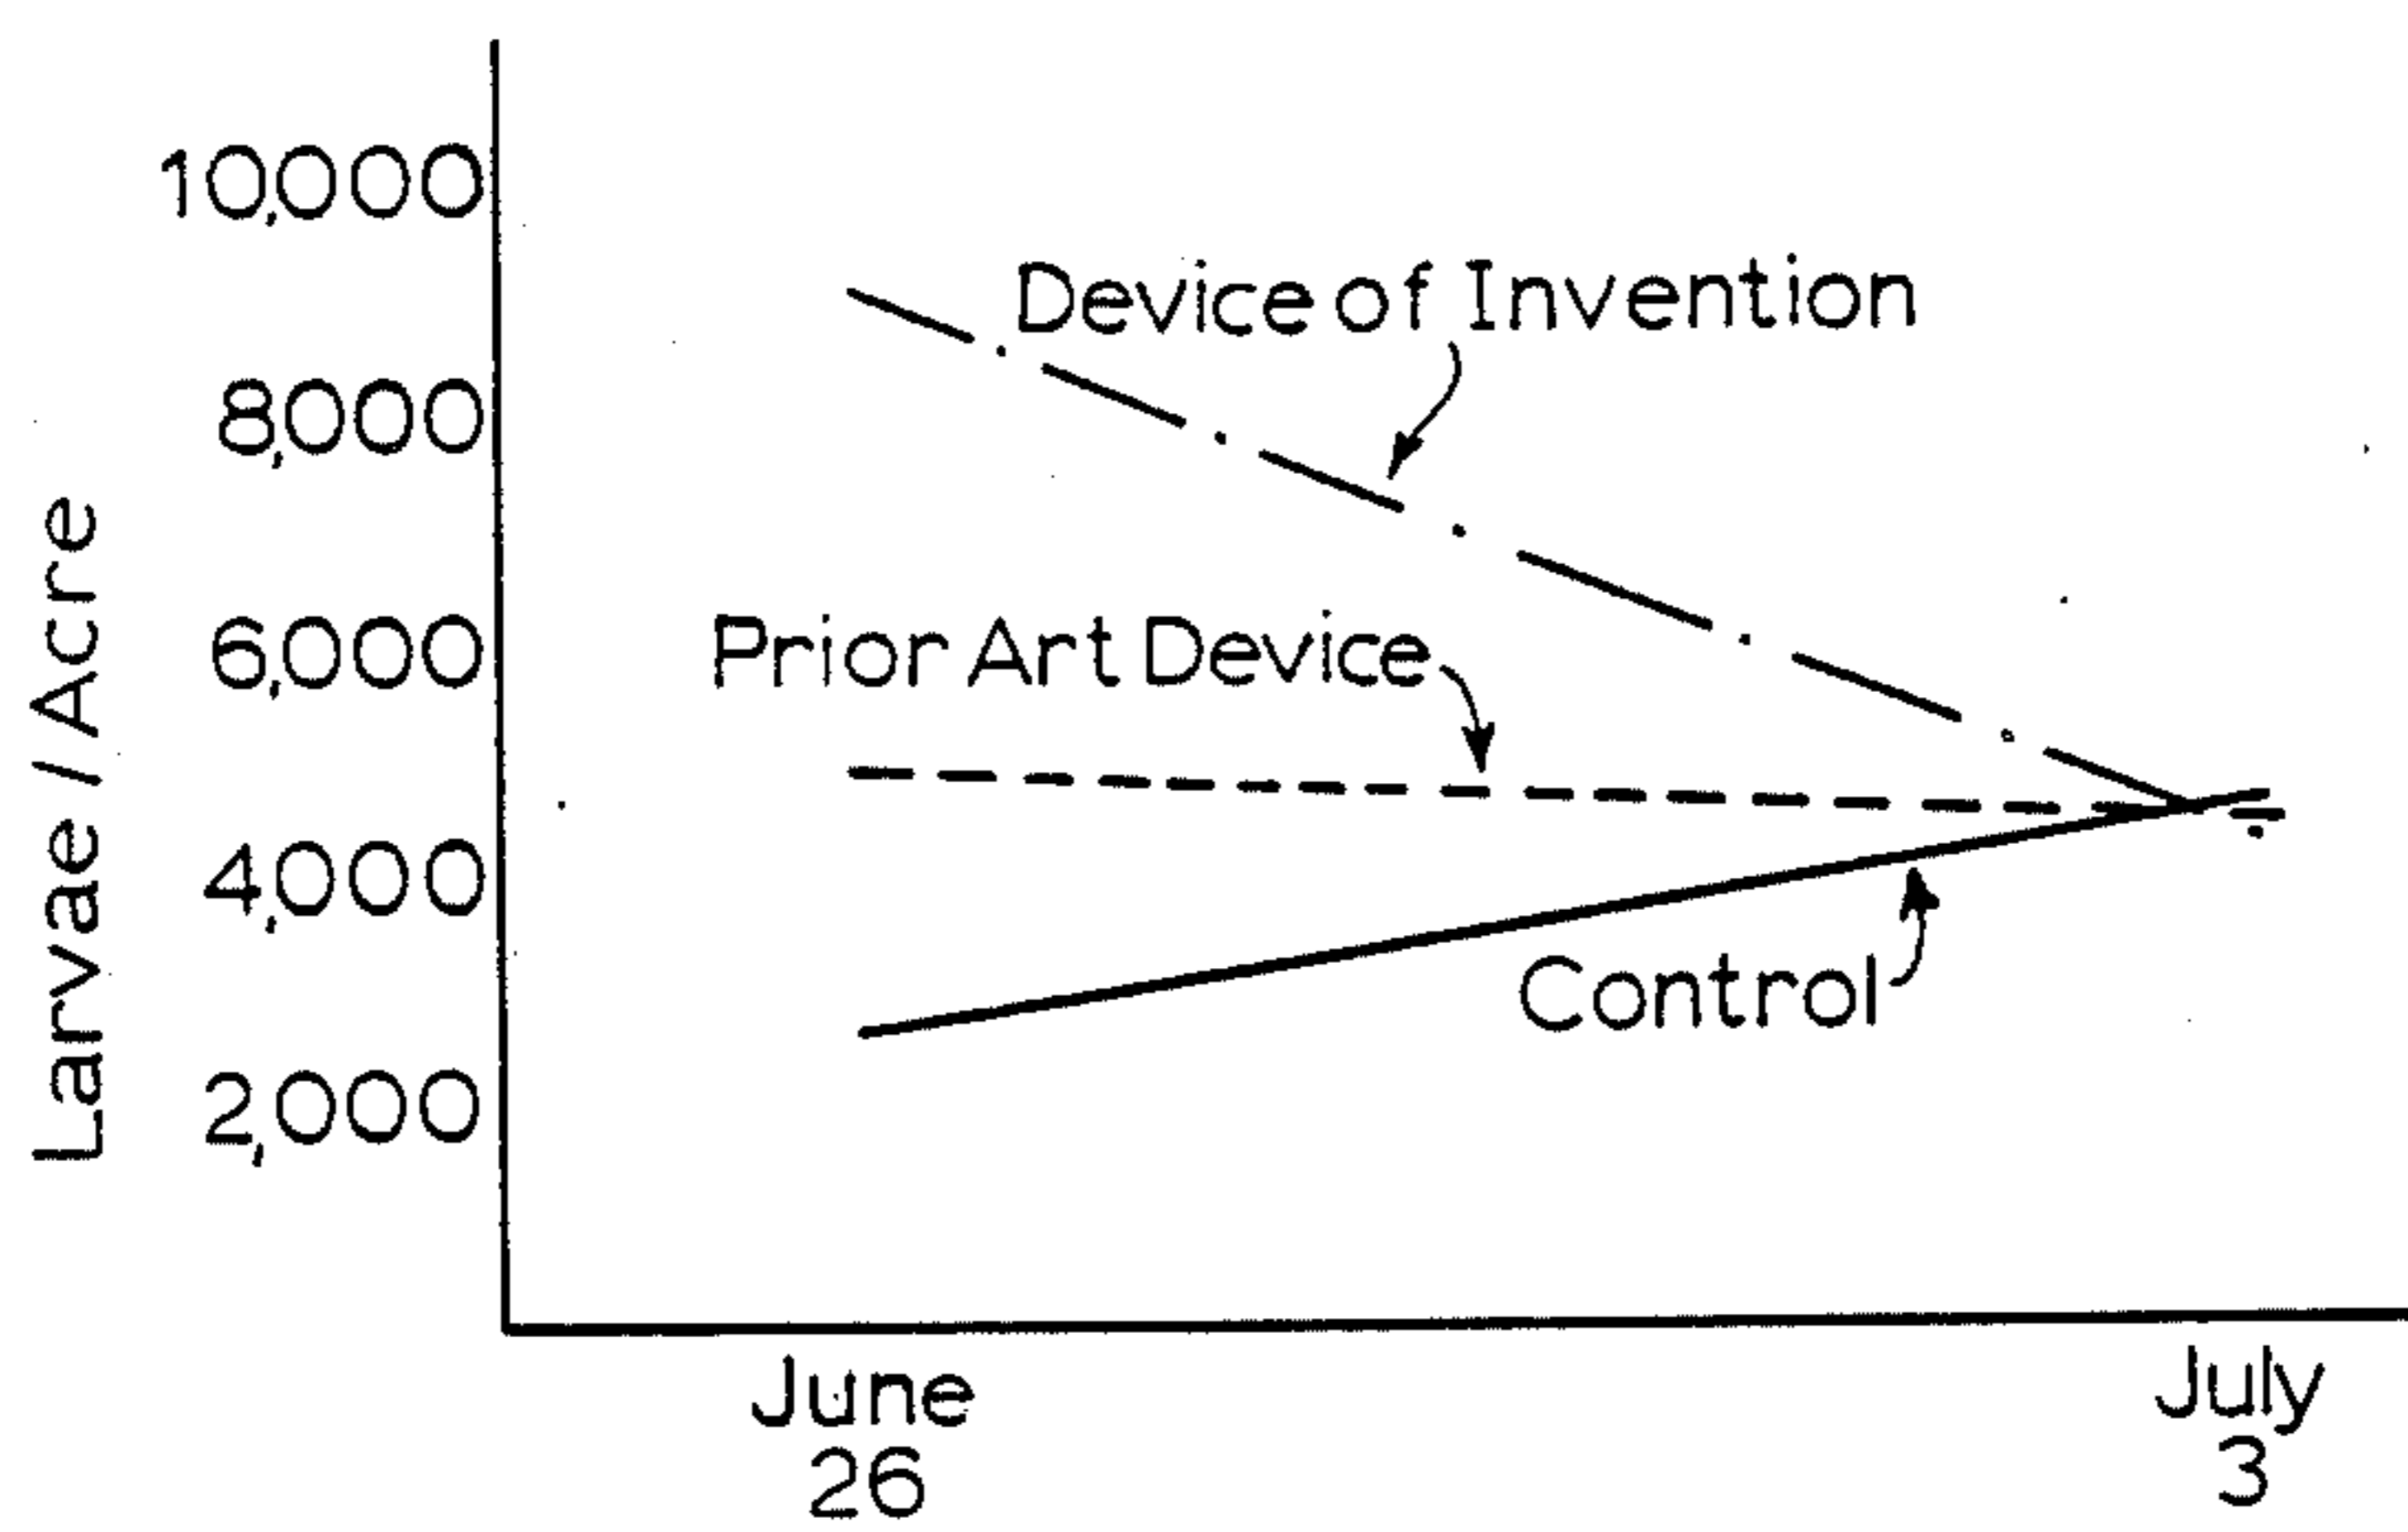 10,000
Device of Invention
8,000
6,000
Prior Art Device
Larvae / Acre
4,000
Control
2,000
June
26
July
3